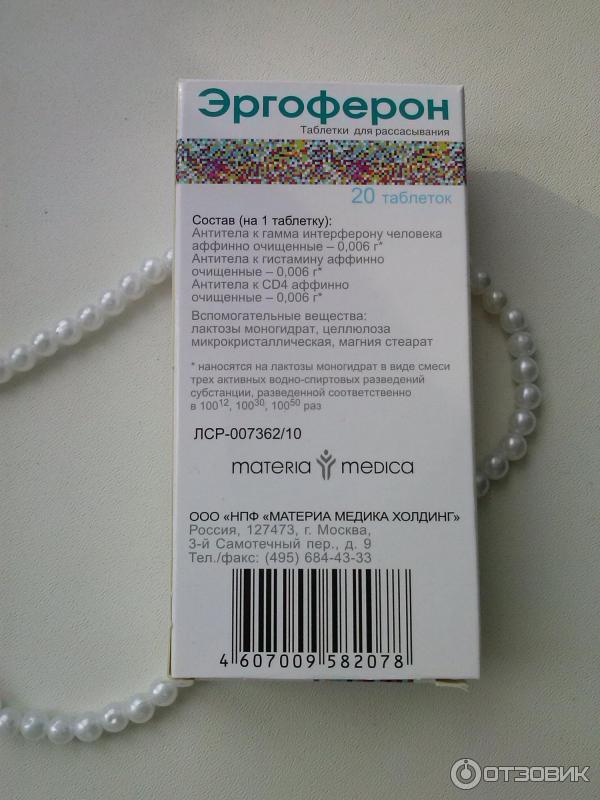 Эргоферон
Таблетки для рассасывания
20 таблеток
Состав (на 1 таблетку):
Антитела к гамма интерферону человека
аффинно очищенные – 0,006 г*
Антитела к гистамину аффинно
очищенные – 0,006 г*
Антитела к CD4 аффинно
очищенные – 0,006 г*
Вспомогательные вещества:
лактозы моногидрат, целлюлоза
микрокристаллическая, магния стеарат
* наносятся на лактозы моногидрат в виде смеси
трех активных водно-спиртовых разведений
субстанции, разведенной соответственно
в 100¹², 100³⁰, 100⁵⁰ раз
ЛСР-007362/10
materia medica
ООО «НПФ «МАТЕРИА МЕДИКА ХОЛДИНГ»
Россия, 127473, г. Москва,
3-й Самотечный пер., д. 9
Тел./факс: (495) 684-43-33
4 607009 582078
ОТЗОВИК